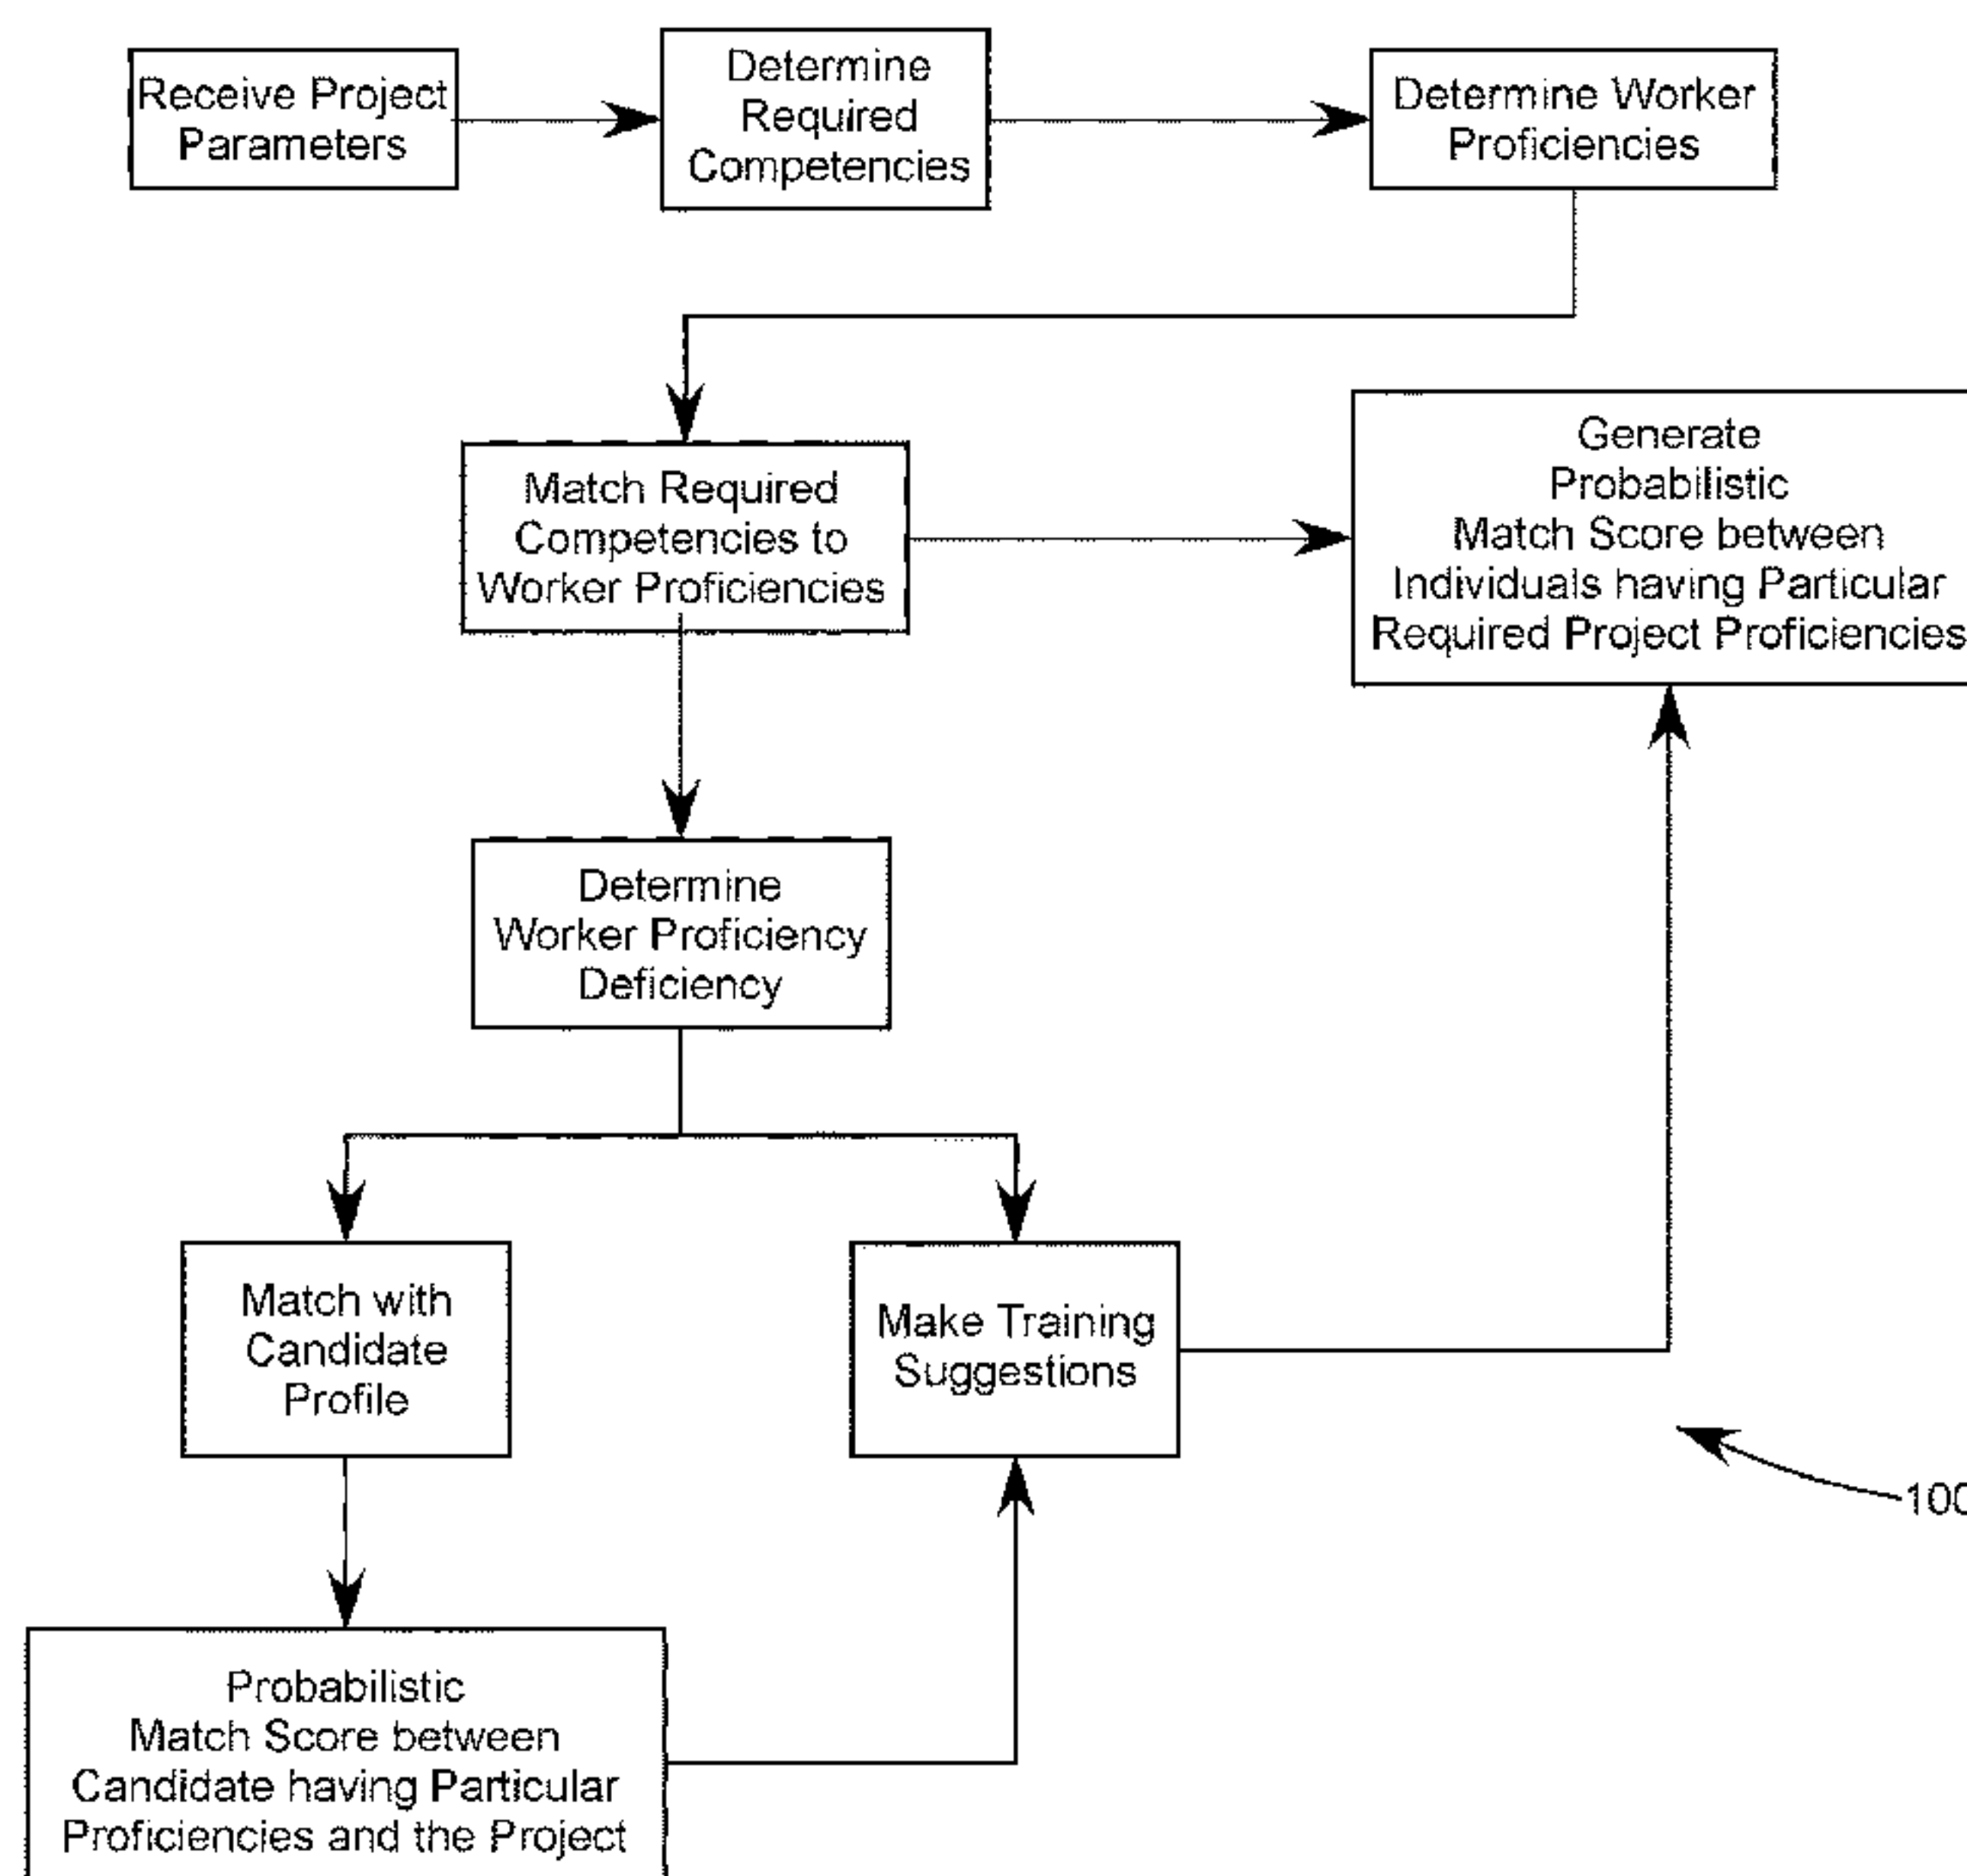 Receive Project
Parameters
Determine
Required
Competencies
Determine Worker
Proficiencies
Match Required
Competencies to
Worker Proficiencies
Generate
Probabilistic
Match Score between
Individuals having Particular
Required Project Proficiencies
Determine
Worker Proficiency
Deficiency
Match with
Candidate
Profile
Make Training
Suggestions
100
Probabilistic
Match Score between
Candidate having Particular
Proficiencies and the Project